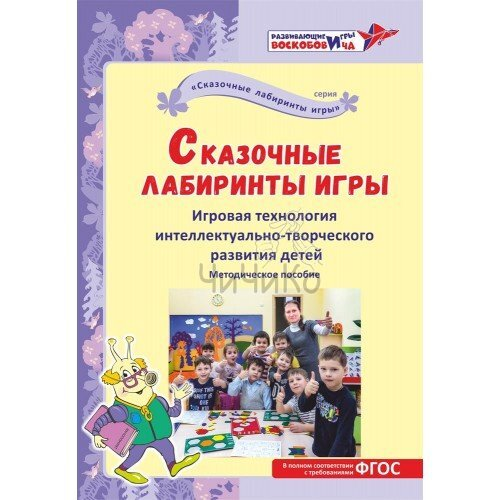 РАЗВИВАЮЩИЕ ИГРЫ
ВОСКОБОВИЧА
«Сказочные лабиринты игры»
серия
Сказочные
лабиринты игры
Игровая технология
интеллектуально-творческого
развития детей
Методическое пособие
ЧиЧиКо
В полном соответствии
с требованиями
ФГОС